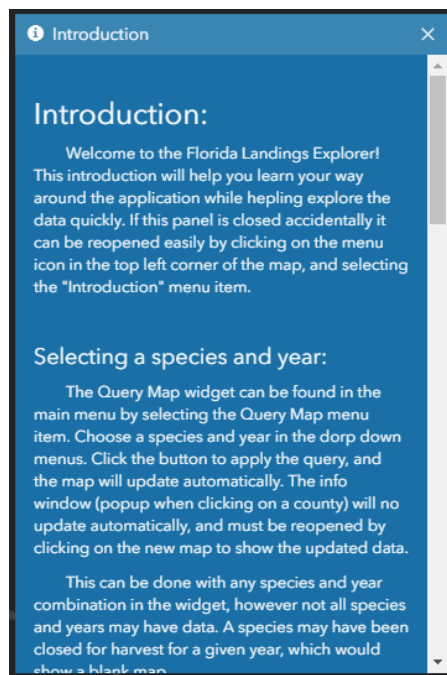 Introduction
Introduction:
Welcome to the Florida Landings Explorer!
This introduction will help you learn your way
around the application while hepling explore the
data quickly. If this panel is closed accidentally it
can be reopened easily by clicking on the menu
icon in the top left corner of the map, and selecting
the "Introduction" menu item.
Selecting a species and year:
The Query Map widget can be found in the
main menu by selecting the Query Map menu
item. Choose a species and year in the dorp down
menus. Click the button to apply the query, and
the map will update automatically. The info
window (popup when clicking on a county) will no
update automatically, and must be reopened by
clicking on the new map to show the updated data.
This can be done with any species and year
combination in the widget, however not all species
and years may have data. A species may have been
closed for harvest for a given year, which would
show a blank map